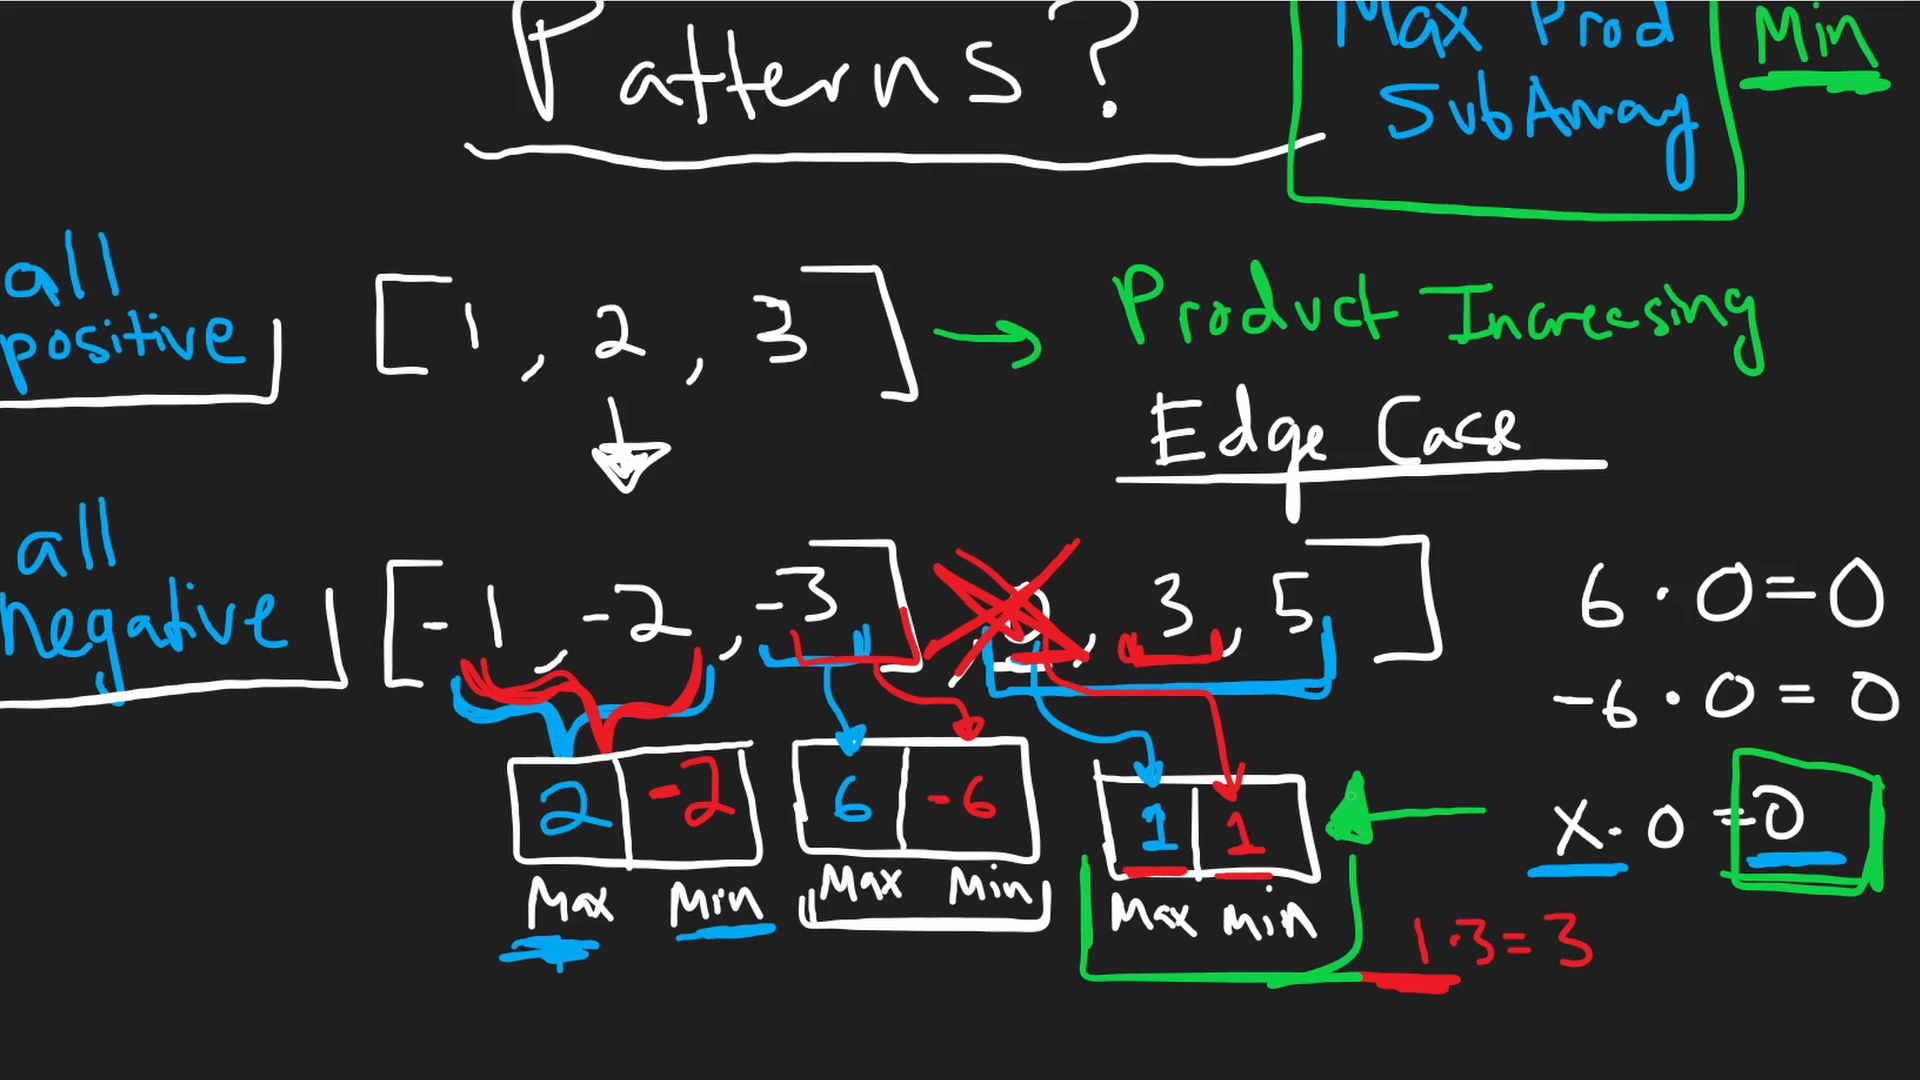 Patterns?
Max Prod
SubArray
Min
all
positive
[1, 2, 3] → Product Increasing
Edge Case
all
negative
[-1, -2, -3], 0, 3, 5]
6 · 0 = 0
-6 · 0 = 0
x · 0 = 0
2 -2
Max Min
6 -6
Max Min
1 1
Max Min
1·3=3